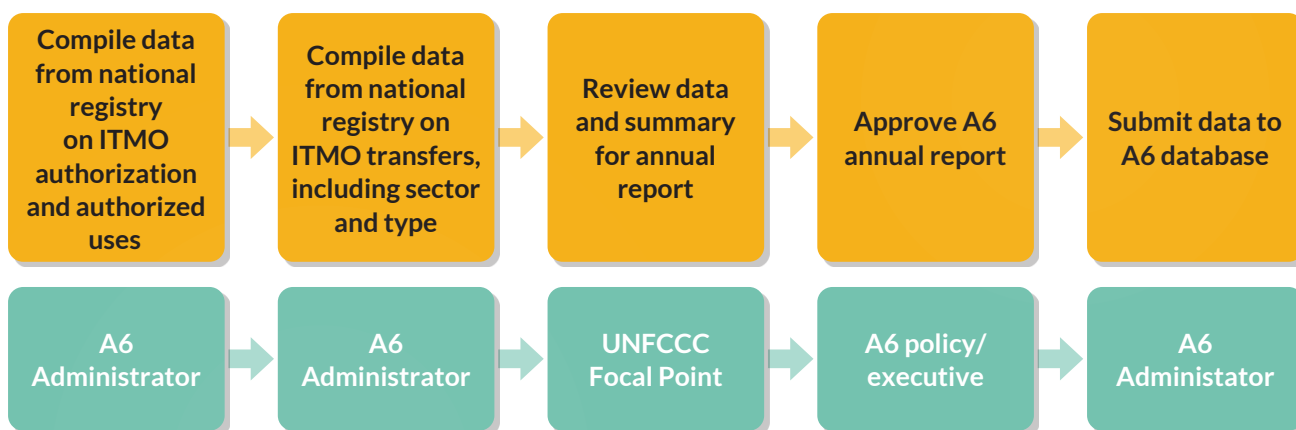 Compile data
from national
registry
on ITMO
authorization
and authorized
uses
Compile data
from national
registry on
ITMO transfers,
including sector
and type
Review data
and summary
for annual
report
Approve A6
annual report
Submit data to
A6 database
A6
Administrator
A6
Administrator
UNFCCC
Focal Point
A6 policy/
executive
A6
Administator